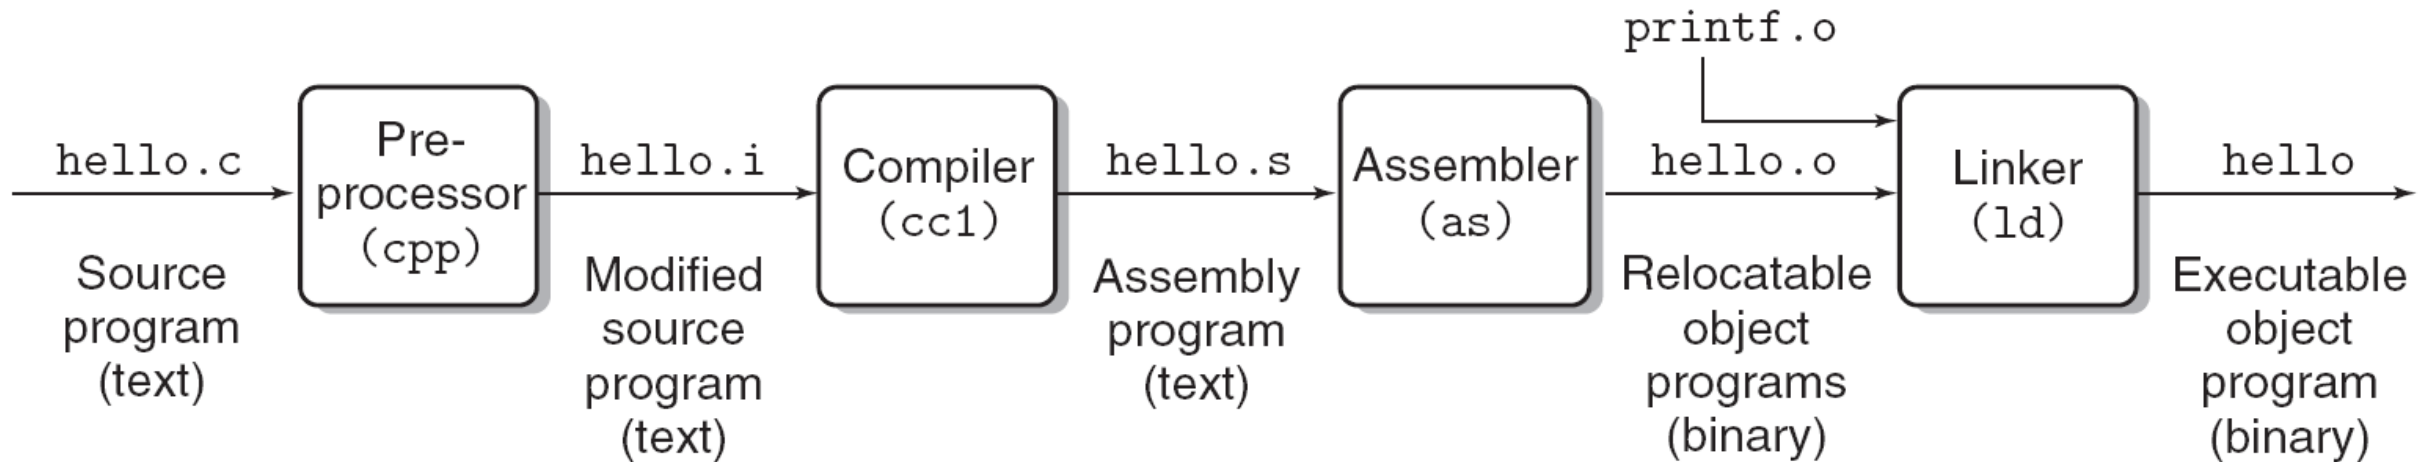 printf.o
hello.c
Pre-
processor
(cpp)
hello.i
Compiler
(cc1)
hello.s
Assembler
(as)
hello.o
Linker
(ld)
hello
Source
program
(text)
Modified
source
program
(text)
Assembly
program
(text)
Relocatable
object
programs
(binary)
Executable
object
program
(binary)